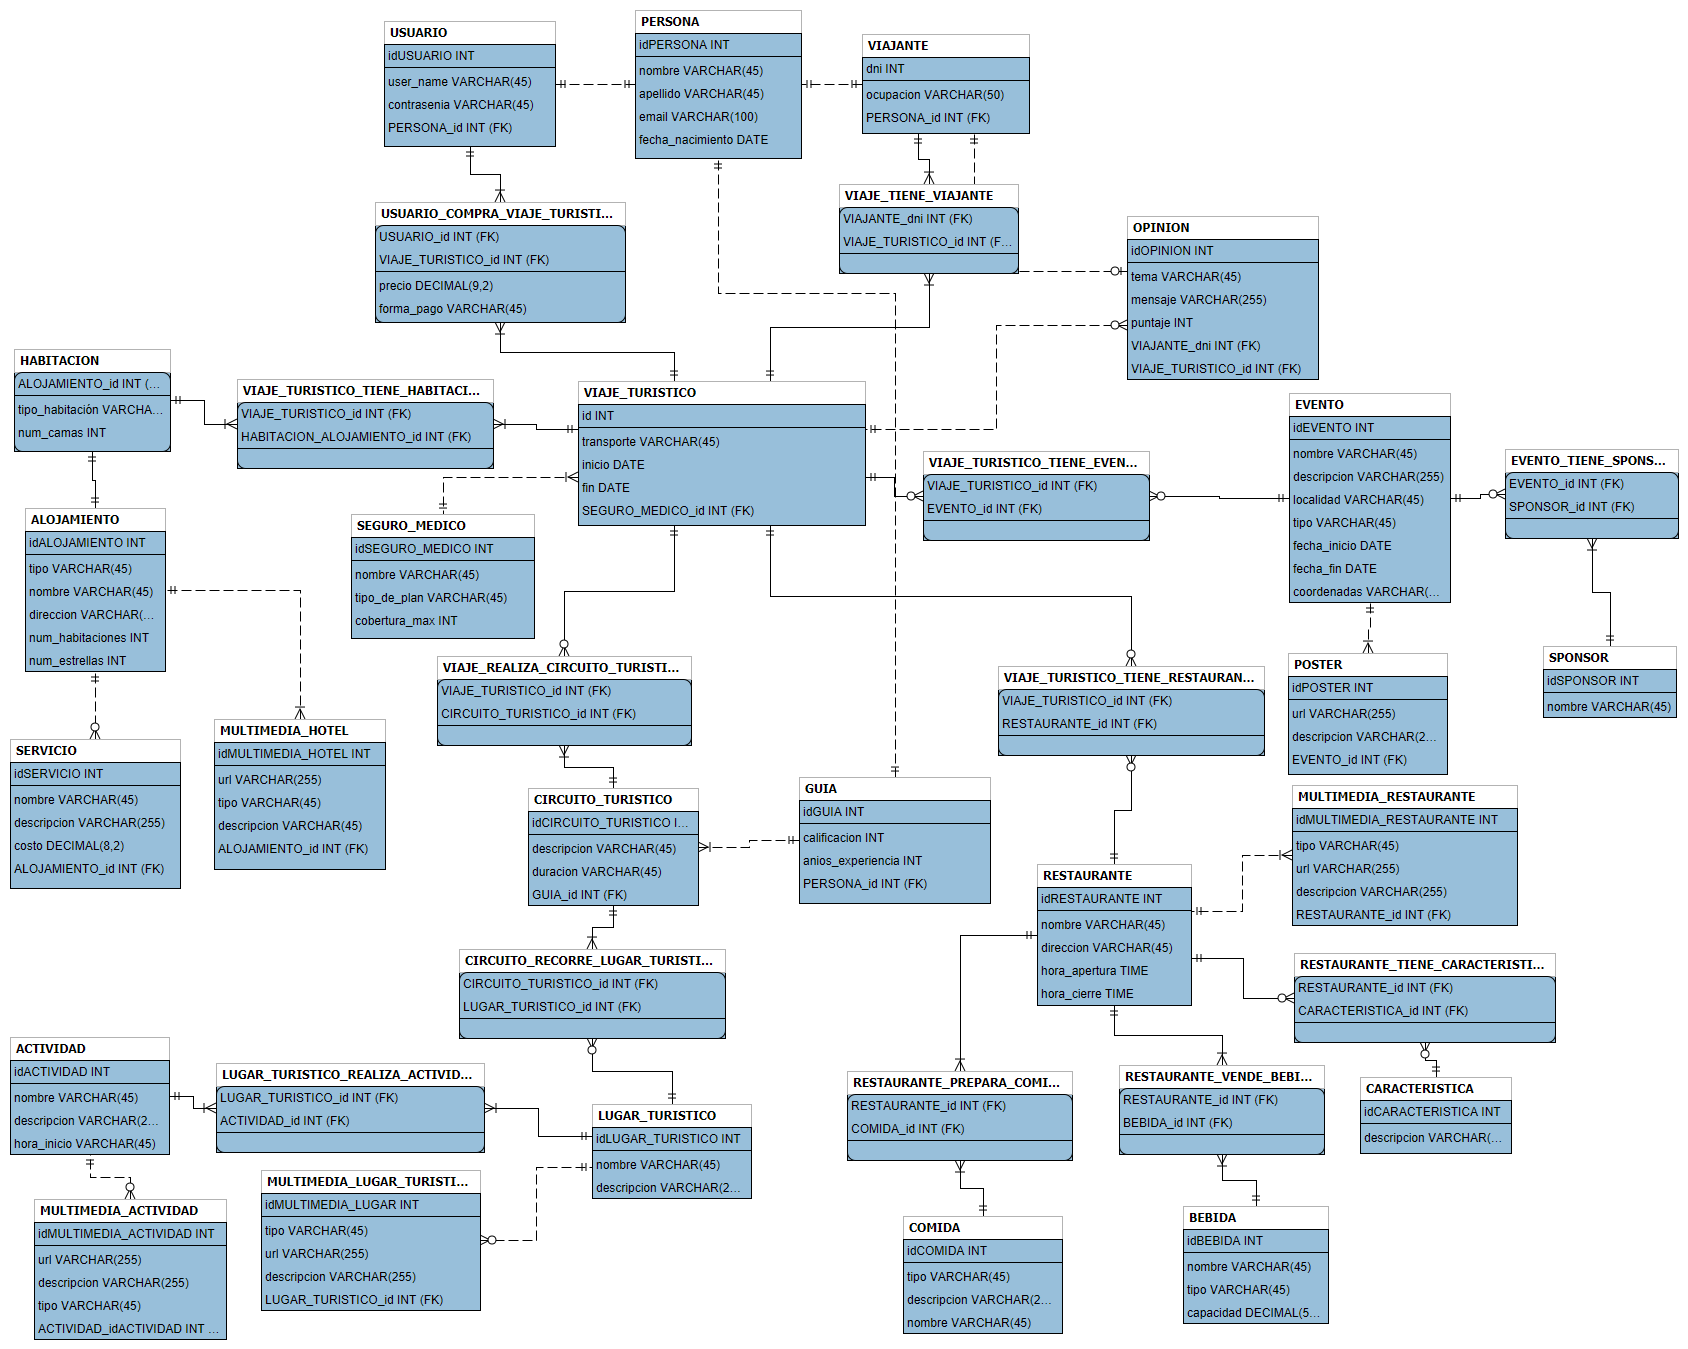 USUARIO
idUSUARIO INT
user_name VARCHAR(45)
contrasenia VARCHAR(45)
PERSONA_id INT (FK)
PERSONA
idPERSONA INT
nombre VARCHAR(45)
apellido VARCHAR(45)
email VARCHAR(100)
fecha_nacimiento DATE
VIAJANTE
dni INT
ocupacion VARCHAR(50)
PERSONA_id INT (FK)
USUARIO_COMPRA_VIAJE_TURISTI...
USUARIO_id INT (FK)
VIAJE_TURISTICO_id INT (FK)
precio DECIMAL(9,2)
forma_pago VARCHAR(45)
VIAJE_TIENE_VIAJANTE
VIAJANTE_dni INT (FK)
VIAJE_TURISTICO_id INT (F...
OPINION
idOPINION INT
tema VARCHAR(45)
mensaje VARCHAR(255)
puntaje INT
VIAJANTE_dni INT (FK)
VIAJE_TURISTICO_id INT (FK)
HABITACION
ALOJAMIENTO_id INT (...
tipo_habitación VARCHA...
num_camas INT
VIAJE_TURISTICO_TIENE_HABITACI...
VIAJE_TURISTICO_id INT (FK)
HABITACION_ALOJAMIENTO_id INT (FK)
VIAJE_TURISTICO
id INT
transporte VARCHAR(45)
inicio DATE
fin DATE
SEGURO_MEDICO_id INT (FK)
VIAJE_TURISTICO_TIENE_EVEN...
VIAJE_TURISTICO_id INT (FK)
EVENTO_id INT (FK)
EVENTO
idEVENTO INT
nombre VARCHAR(45)
descripcion VARCHAR(255)
localidad VARCHAR(45)
tipo VARCHAR(45)
fecha_inicio DATE
fecha_fin DATE
coordenadas VARCHAR(...
EVENTO_TIENE_SPONS...
EVENTO_id INT (FK)
SPONSOR_id INT (FK)
ALOJAMIENTO
idALOJAMIENTO INT
tipo VARCHAR(45)
nombre VARCHAR(45)
direccion VARCHAR(...
num_habitaciones INT
num_estrellas INT
SEGURO_MEDICO
idSEGURO_MEDICO INT
nombre VARCHAR(45)
tipo_de_plan VARCHAR(45)
cobertura_max INT
VIAJE_REALIZA_CIRCUITO_TURISTI...
VIAJE_TURISTICO_id INT (FK)
CIRCUITO_TURISTICO_id INT (FK)
VIAJE_TURISTICO_TIENE_RESTAURAN...
VIAJE_TURISTICO_id INT (FK)
RESTAURANTE_id INT (FK)
POSTER
idPOSTER INT
url VARCHAR(255)
descripcion VARCHAR(2...
EVENTO_id INT (FK)
SPONSOR
idSPONSOR INT
nombre VARCHAR(45)
SERVICIO
idSERVICIO INT
nombre VARCHAR(45)
descripcion VARCHAR(255)
costo DECIMAL(8,2)
ALOJAMIENTO_id INT (FK)
MULTIMEDIA_HOTEL
idMULTIMEDIA_HOTEL INT
url VARCHAR(255)
tipo VARCHAR(45)
descripcion VARCHAR(45)
ALOJAMIENTO_id INT (FK)
CIRCUITO_TURISTICO
idCIRCUITO_TURISTICO I...
descripcion VARCHAR(45)
duracion VARCHAR(45)
GUIA_id INT (FK)
GUIA
idGUIA INT
calificacion INT
anios_experiencia INT
PERSONA_id INT (FK)
MULTIMEDIA_RESTAURANTE
idMULTIMEDIA_RESTAURANTE INT
tipo VARCHAR(45)
url VARCHAR(255)
descripcion VARCHAR(255)
RESTAURANTE_id INT (FK)
RESTAURANTE
idRESTAURANTE INT
nombre VARCHAR(45)
direccion VARCHAR(45)
hora_apertura TIME
hora_cierre TIME
CIRCUITO_RECORRE_LUGAR_TURISTI...
CIRCUITO_TURISTICO_id INT (FK)
LUGAR_TURISTICO_id INT (FK)
RESTAURANTE_TIENE_CARACTERISTI...
RESTAURANTE_id INT (FK)
CARACTERISTICA_id INT (FK)
ACTIVIDAD
idACTIVIDAD INT
nombre VARCHAR(45)
descripcion VARCHAR(2...
hora_inicio VARCHAR(45)
LUGAR_TURISTICO_REALIZA_ACTIVID...
LUGAR_TURISTICO_id INT (FK)
ACTIVIDAD_id INT (FK)
LUGAR_TURISTICO
idLUGAR_TURISTICO INT
nombre VARCHAR(45)
descripcion VARCHAR(2...
RESTAURANTE_PREPARA_COMI...
RESTAURANTE_id INT (FK)
COMIDA_id INT (FK)
RESTAURANTE_VENDE_BEBI...
RESTAURANTE_id INT (FK)
BEBIDA_id INT (FK)
CARACTERISTICA
idCARACTERISTICA INT
descripcion VARCHAR(...
MULTIMEDIA_ACTIVIDAD
idMULTIMEDIA_ACTIVIDAD INT
url VARCHAR(255)
descripcion VARCHAR(255)
tipo VARCHAR(45)
ACTIVIDAD_idACTIVIDAD INT ...
MULTIMEDIA_LUGAR_TURISTI...
idMULTIMEDIA_LUGAR INT
tipo VARCHAR(45)
url VARCHAR(255)
descripcion VARCHAR(255)
LUGAR_TURISTICO_id INT (FK)
COMIDA
idCOMIDA INT
tipo VARCHAR(45)
descripcion VARCHAR(2...
nombre VARCHAR(45)
BEBIDA
idBEBIDA INT
nombre VARCHAR(45)
tipo VARCHAR(45)
capacidad DECIMAL(5...